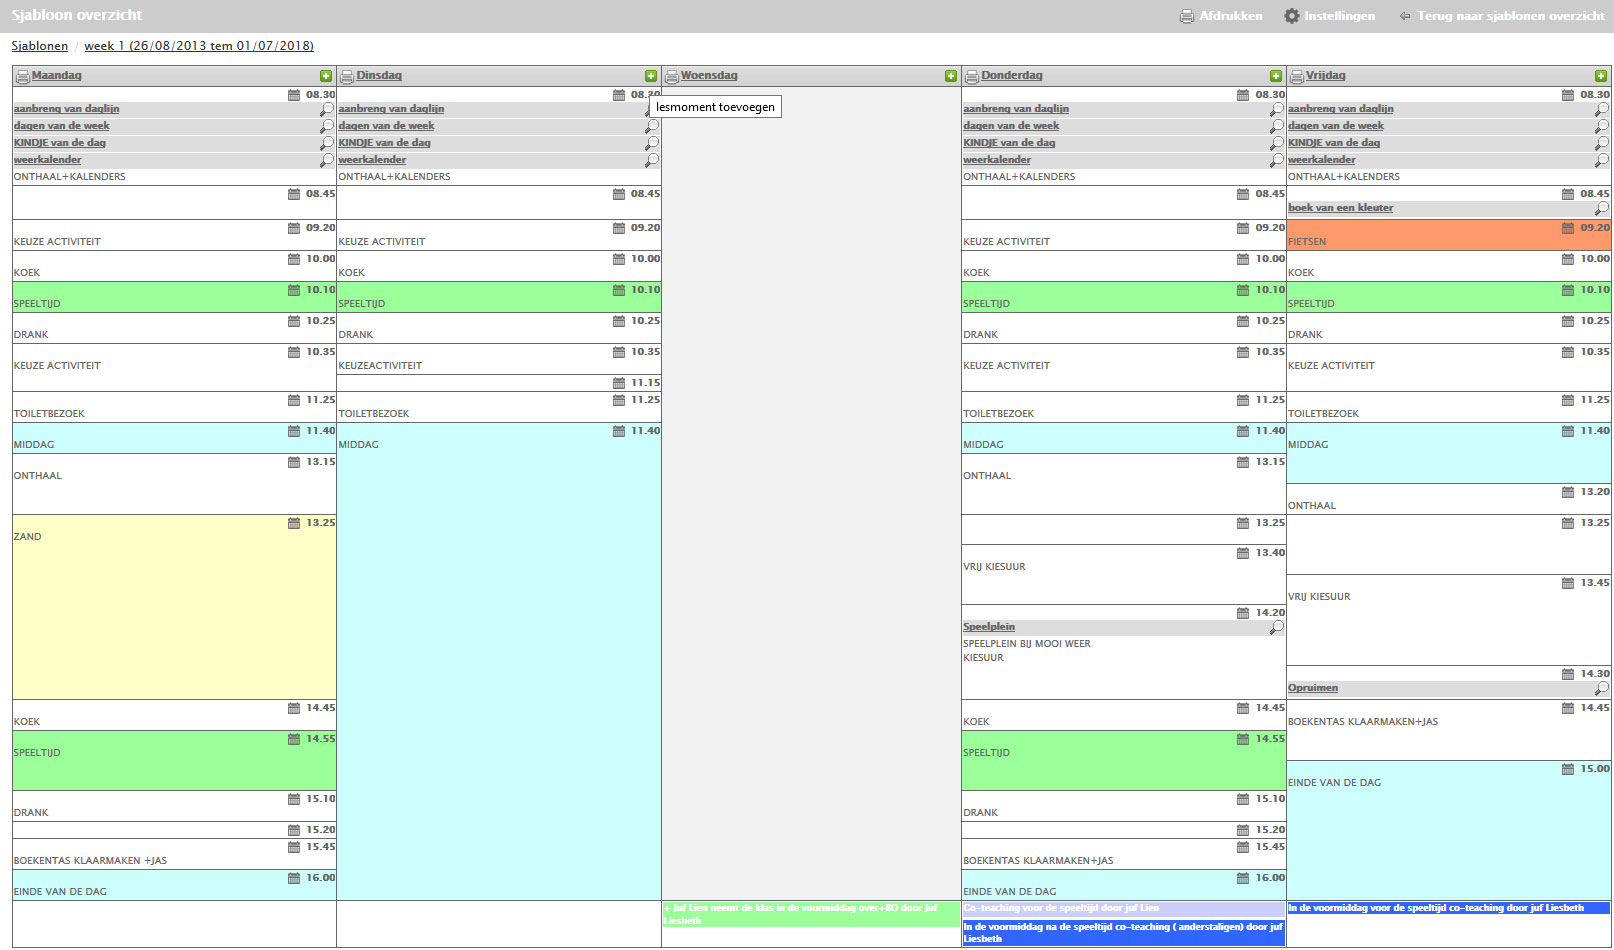 Sjabloon overzicht
Afdrukken
Instellingen
Terug naar sjablonen overzicht
Sjablonen / week 1 (26/08/2013 tem 01/07/2018)
Maandag
08.30
aanbreng van daglijn
dagen van de week
KINDJE van de dag
weerkalender
ONTHAAL+KALENDERS
08.45
09.20
KEUZE ACTIVITEIT
10.00
KOEK
10.10
SPEELTIJD
10.25
DRANK
10.35
KEUZE ACTIVITEIT
11.25
TOILETBEZOEK
11.40
MIDDAG
13.15
ONTHAAL
13.25
ZAND
14.45
KOEK
14.55
SPEELTIJD
15.10
DRANK
15.20
15.45
BOEKENTAS KLAARMAKEN +JAS
16.00
EINDE VAN DE DAG
Dinsdag
08.30
lesmoment toevoegen
aanbreng van daglijn
dagen van de week
KINDJE van de dag
weerkalender
ONTHAAL+KALENDERS
08.45
09.20
KEUZE ACTIVITEIT
10.00
KOEK
10.10
SPEELTIJD
10.25
DRANK
10.35
KEUZEACTIVITEIT
11.15
11.25
TOILETBEZOEK
11.40
MIDDAG
Woensdag
+ Juf Lien neemt de klas in de voormiddag over+BO door Juf
Liesbeth
Donderdag
08.30
aanbreng van daglijn
dagen van de week
KINDJE van de dag
weerkalender
ONTHAAL+KALENDERS
08.45
09.20
KEUZE ACTIVITEIT
10.00
KOEK
10.10
SPEELTIJD
10.25
DRANK
10.35
KEUZE ACTIVITEIT
11.25
TOILETBEZOEK
11.40
MIDDAG
13.15
ONTHAAL
13.25
13.40
VRIJ KIESUUR
14.20
Speelplein
SPEELPLEIN BIJ MOOI WEER
KIESUUR
14.45
KOEK
14.55
SPEELTIJD
15.10
DRANK
15.20
15.45
BOEKENTAS KLAARMAKEN+JAS
16.00
EINDE VAN DE DAG
Co-teaching voor de speeltijd door juf Lien
In de voormiddag na de speeltijd co-teaching ( anderstaligen) door juf
Liesbeth
Vrijdag
08.30
aanbreng van daglijn
dagen van de week
KINDJE van de dag
weerkalender
ONTHAAL+KALENDERS
08.45
boek van een kleuter
09.20
FIETSEN
10.00
KOEK
10.10
SPEELTIJD
10.25
DRANK
10.35
KEUZE ACTIVITEIT
11.25
TOILETBEZOEK
11.40
MIDDAG
13.20
ONTHAAL
13.25
13.45
VRIJ KIESUUR
14.30
Opruimen
14.45
BOEKENTAS KLAARMAKEN+JAS
15.00
EINDE VAN DE DAG
In de voormiddag voor de speeltijd co-teaching door juf Liesbeth